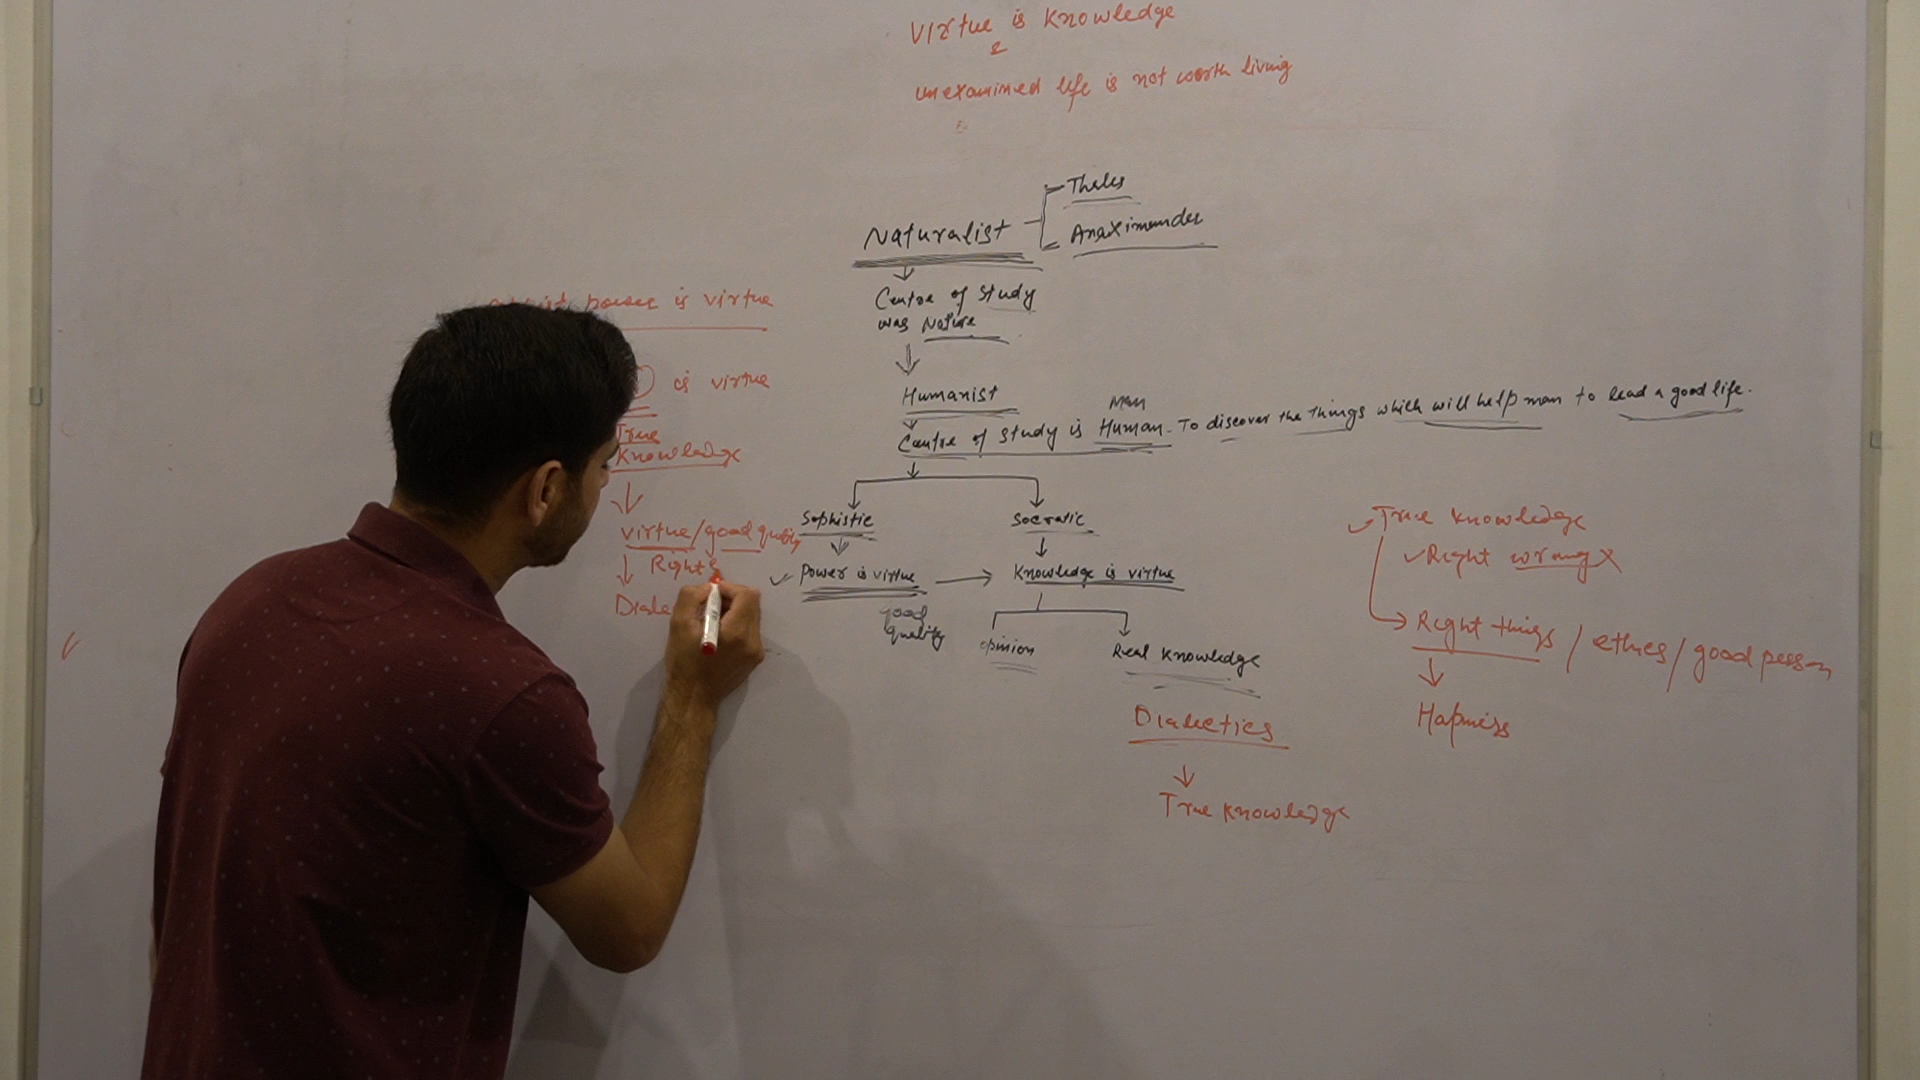 Virtue is Knowledge
unexamined life is not worth living
Thales
Naturalist
Anaximander
Centre of Study
was Nature
power is virtue
is virtue
True
Knowledge
virtue/good quality
Right &
Humanist
Man
Centre of Study is Human. To discover the things which will help man to lead a good life.
Sophistic
Socratic
Power is virtue
Knowledge is virtue
good
quality
opinion
Real Knowledge
Dialectics
True Knowledge
True Knowledge
Right wrong X
Right things / ethics / good person
Hapiness